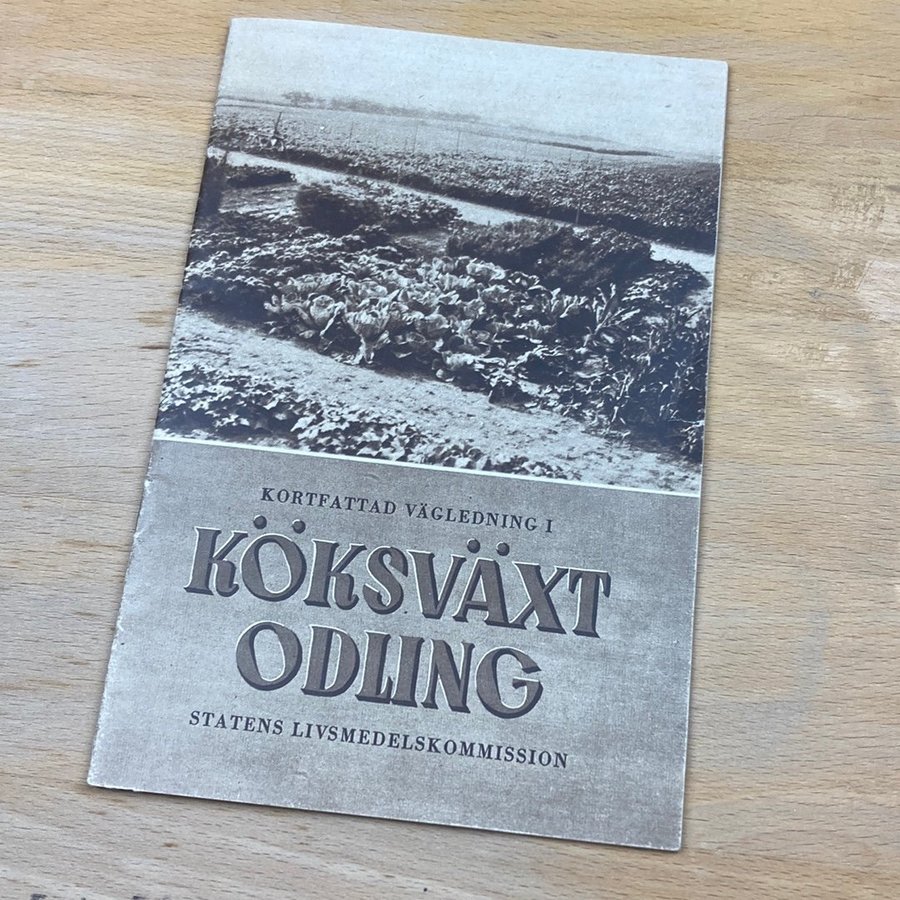 KORTFATTAD VÄGLEDNING I
KÖKSVÄXT
ODLING
STATENS LIVSMEDELSKOMMISSION